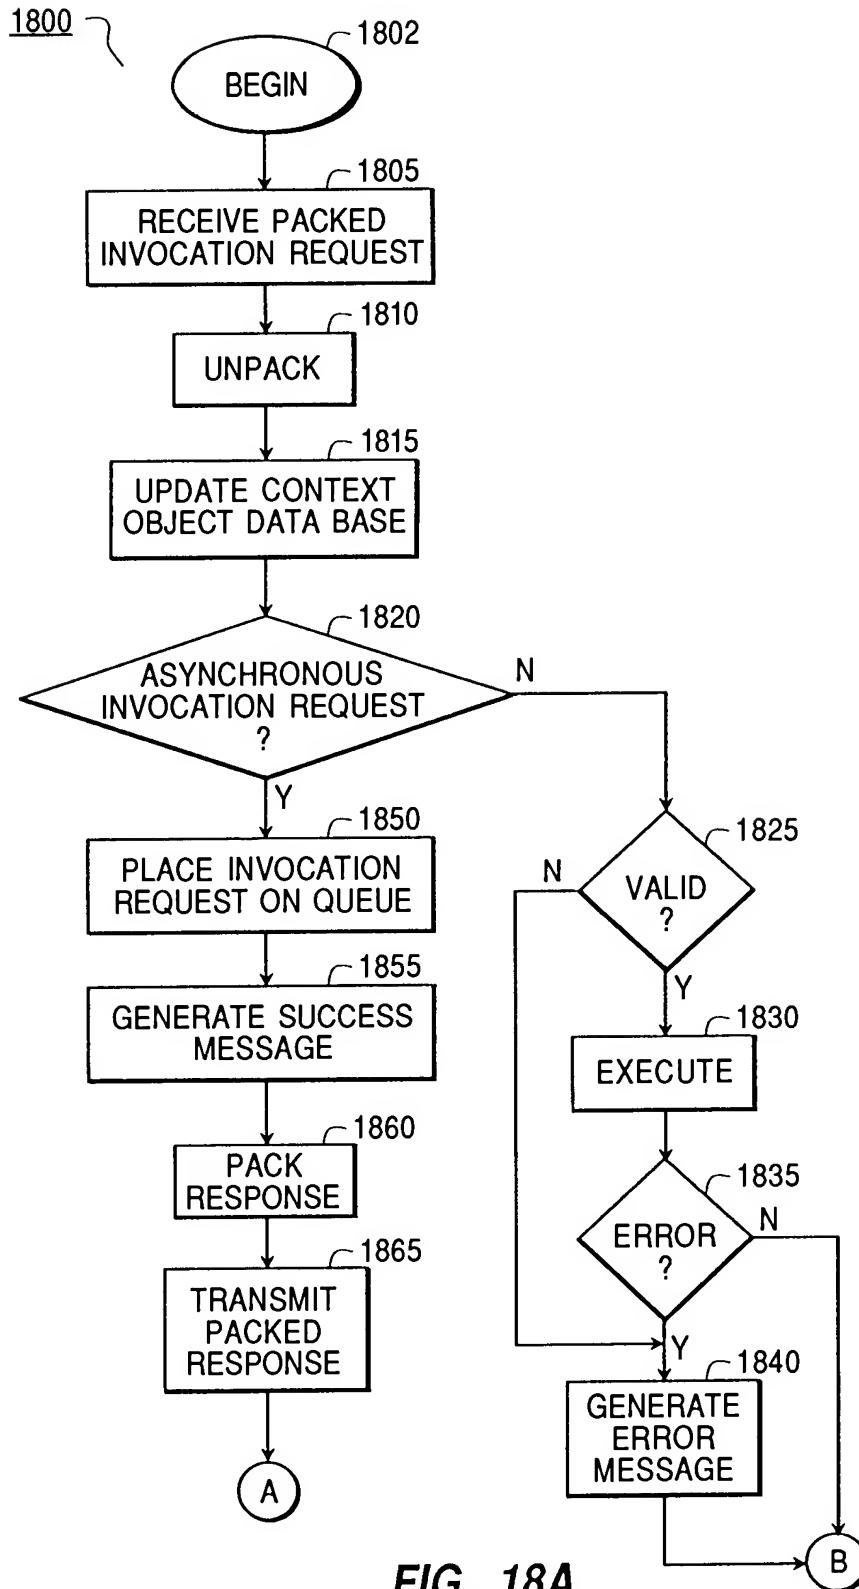 1800
1802
BEGIN
1805
RECEIVE PACKED
INVOCATION REQUEST
1810
UNPACK
1815
UPDATE CONTEXT
OBJECT DATA BASE
1820
ASYNCHRONOUS
INVOCATION REQUEST
?
N
Y
1850
PLACE INVOCATION
REQUEST ON QUEUE
1855
GENERATE SUCCESS
MESSAGE
1860
PACK
RESPONSE
1865
TRANSMIT
PACKED
RESPONSE
A
1825
VALID
?
N
Y
1830
EXECUTE
1835
ERROR
?
N
Y
1840
GENERATE
ERROR
MESSAGE
B
FIG. 18A